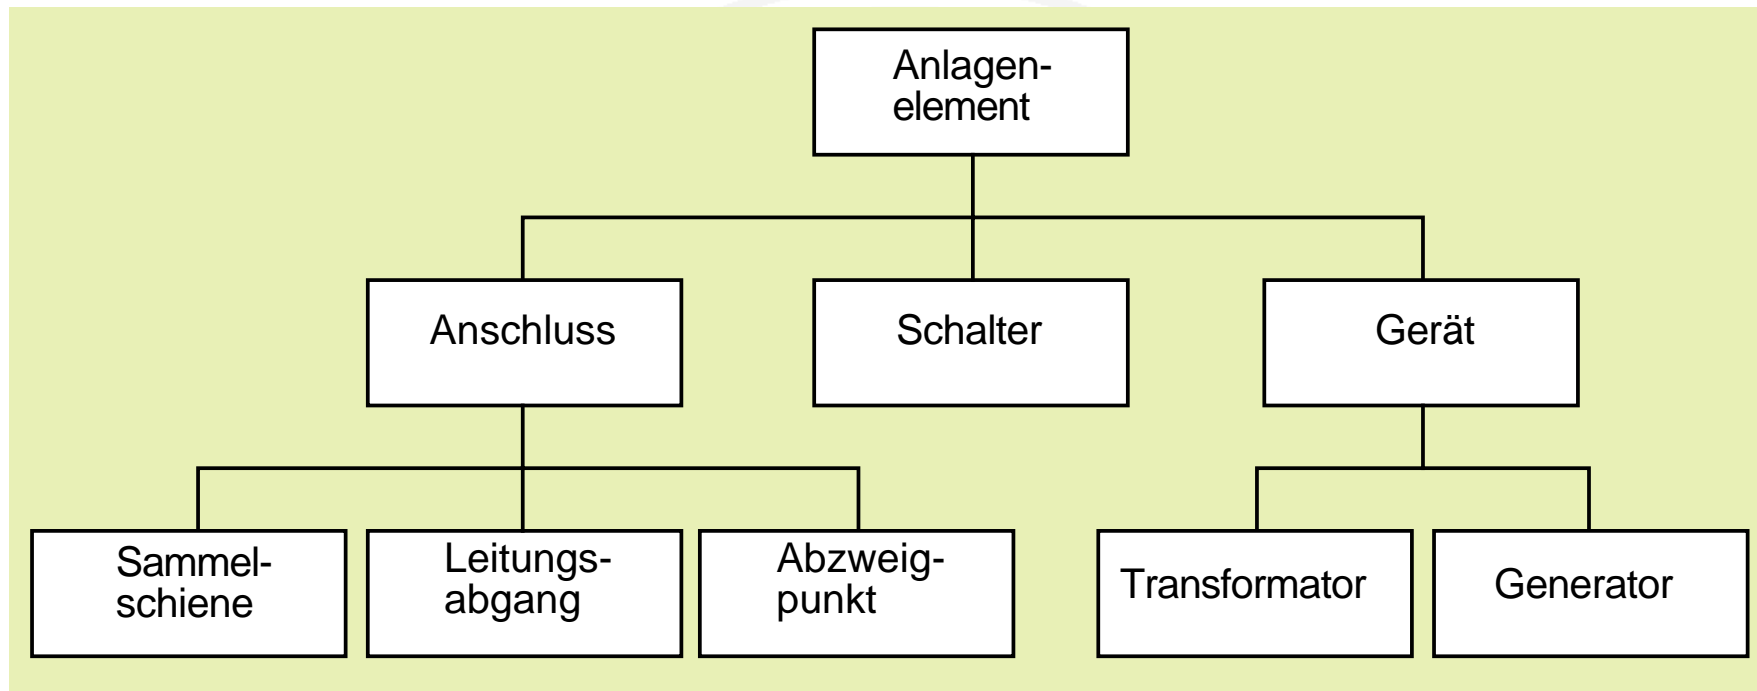 Anlagen-
element
Anschluss
Schalter
Gerät
Sammel-
schiene
Leitungs-
abgang
Abzweig-
punkt
Transformator
Generator